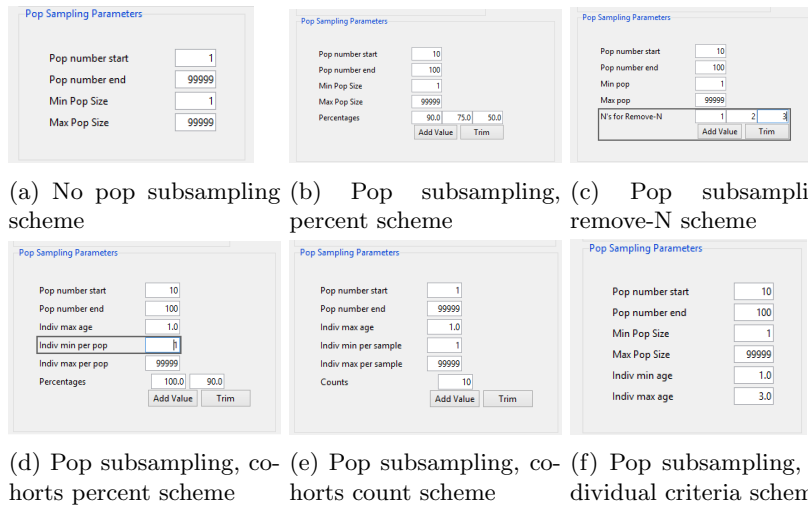 Pop Sampling Parameters
Pop number start 1
Pop number end 99999
Min Pop Size 1
Max Pop Size 99999
(a) No pop subsampling
scheme
Pop Sampling Parameters
Pop number start 10
Pop number end 100
Min Pop Size 1
Max Pop Size 99999
Percentages 90.0 75.0 50.0
Add Value Trim
(b) Pop subsampling,
percent scheme
Pop Sampling Parameters
Pop number start 10
Pop number end 100
Min pop 1
Max pop 99999
N's for Remove-N 1 2 3
Add Value Trim
(c) Pop subsampli
remove-N scheme
Pop Sampling Parameters
Pop number start 10
Pop number end 100
Indiv max age 1.0
Indiv min per pop 1
Indiv max per pop 99999
Percentages 100.0 90.0
Add Value Trim
(d) Pop subsampling, co-
horts percent scheme
Pop Sampling Parameters
Pop number start 1
Pop number end 99999
Indiv max age 1.0
Indiv min per sample 1
Indiv max per sample 99999
Counts 10
Add Value Trim
(e) Pop subsampling, co-
horts count scheme
Pop Sampling Parameters
Pop number start 10
Pop number end 100
Min Pop Size 1
Max Pop Size 99999
Indiv min age 1.0
Indiv max age 3.0
(f) Pop subsampling,
dividual criteria schem